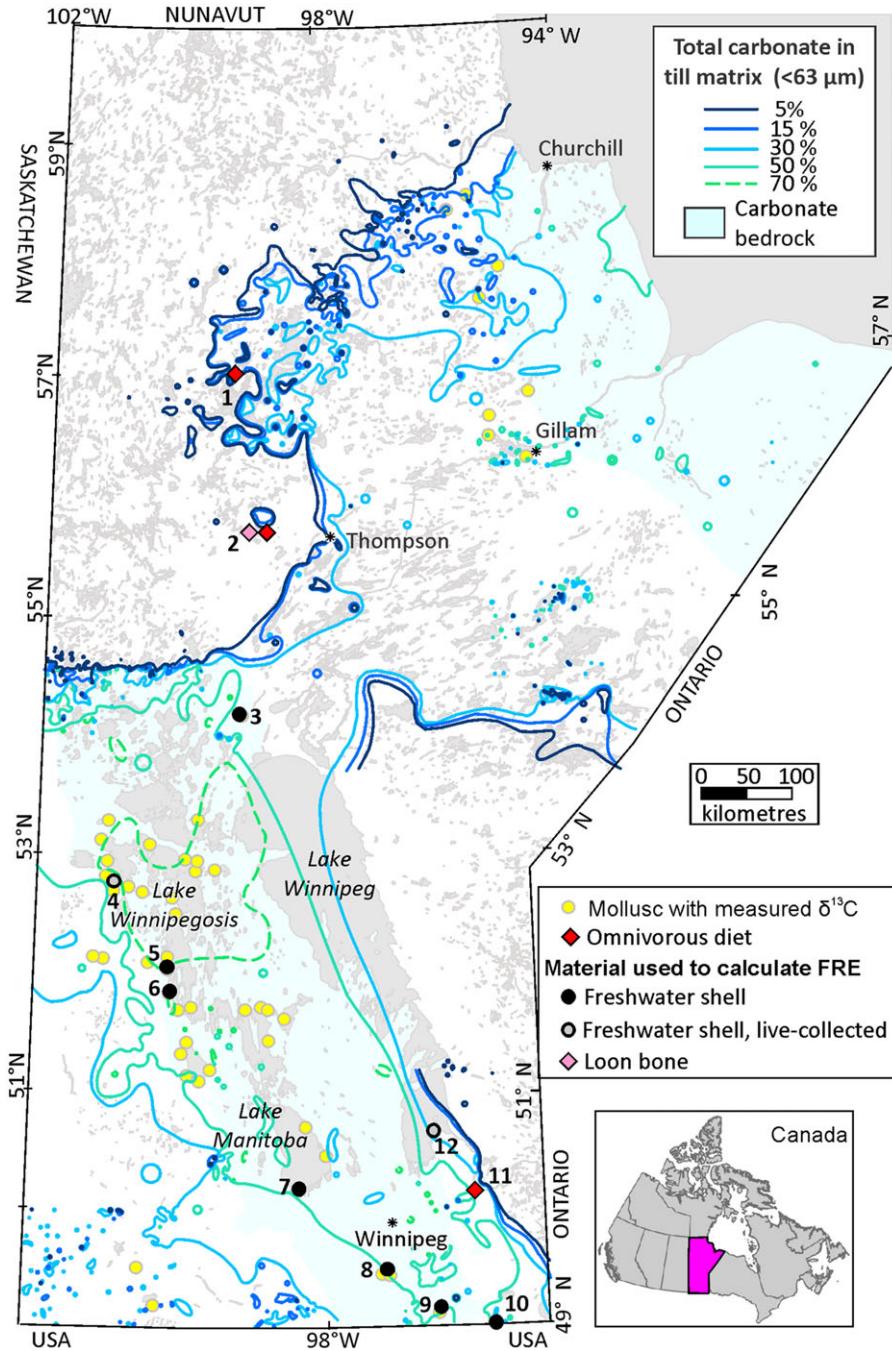 102°W
NUNAVUT
98°W
94° W
Total carbonate in
till matrix (<63 µm)
5%
15 %
30 %
50 %
70 %
Carbonate
bedrock
59°N
Churchill
SASKATCHEWAN
57°N
57° N
1
Gillam
2
Thompson
55°N
55° N
ONTARIO
3
0 50 100
kilometres
53°N
53° N
Lake
Winnipeg
Lake
Winnipegosis
4
5
6
Mollusc with measured δ¹³C
Omnivorous diet
Material used to calculate FRE
Freshwater shell
Freshwater shell, live-collected
Loon bone
51°N
51° N
Lake
Manitoba
12
11
7
ONTARIO
Winnipeg
8
9
10
49° N
USA
98°W
USA
Canada